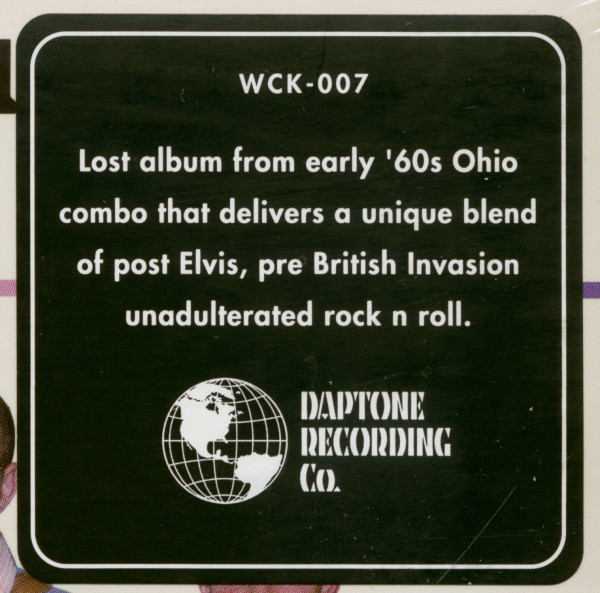 WCK-007
Lost album from early '60s Ohio
combo that delivers a unique blend
of post Elvis, pre British Invasion
unadulterated rock n roll.
DAPTONE
RECORDING
Co.